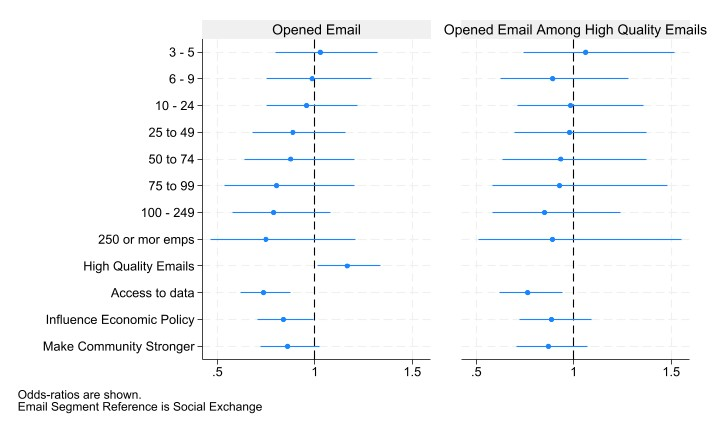 Opened Email
Opened Email Among High Quality Emails
3 - 5
6 - 9
10 - 24
25 to 49
50 to 74
75 to 99
100 - 249
250 or mor emps
High Quality Emails
Access to data
Influence Economic Policy
Make Community Stronger
.5 1 1.5
.5 1 1.5
Odds-ratios are shown.
Email Segment Reference is Social Exchange